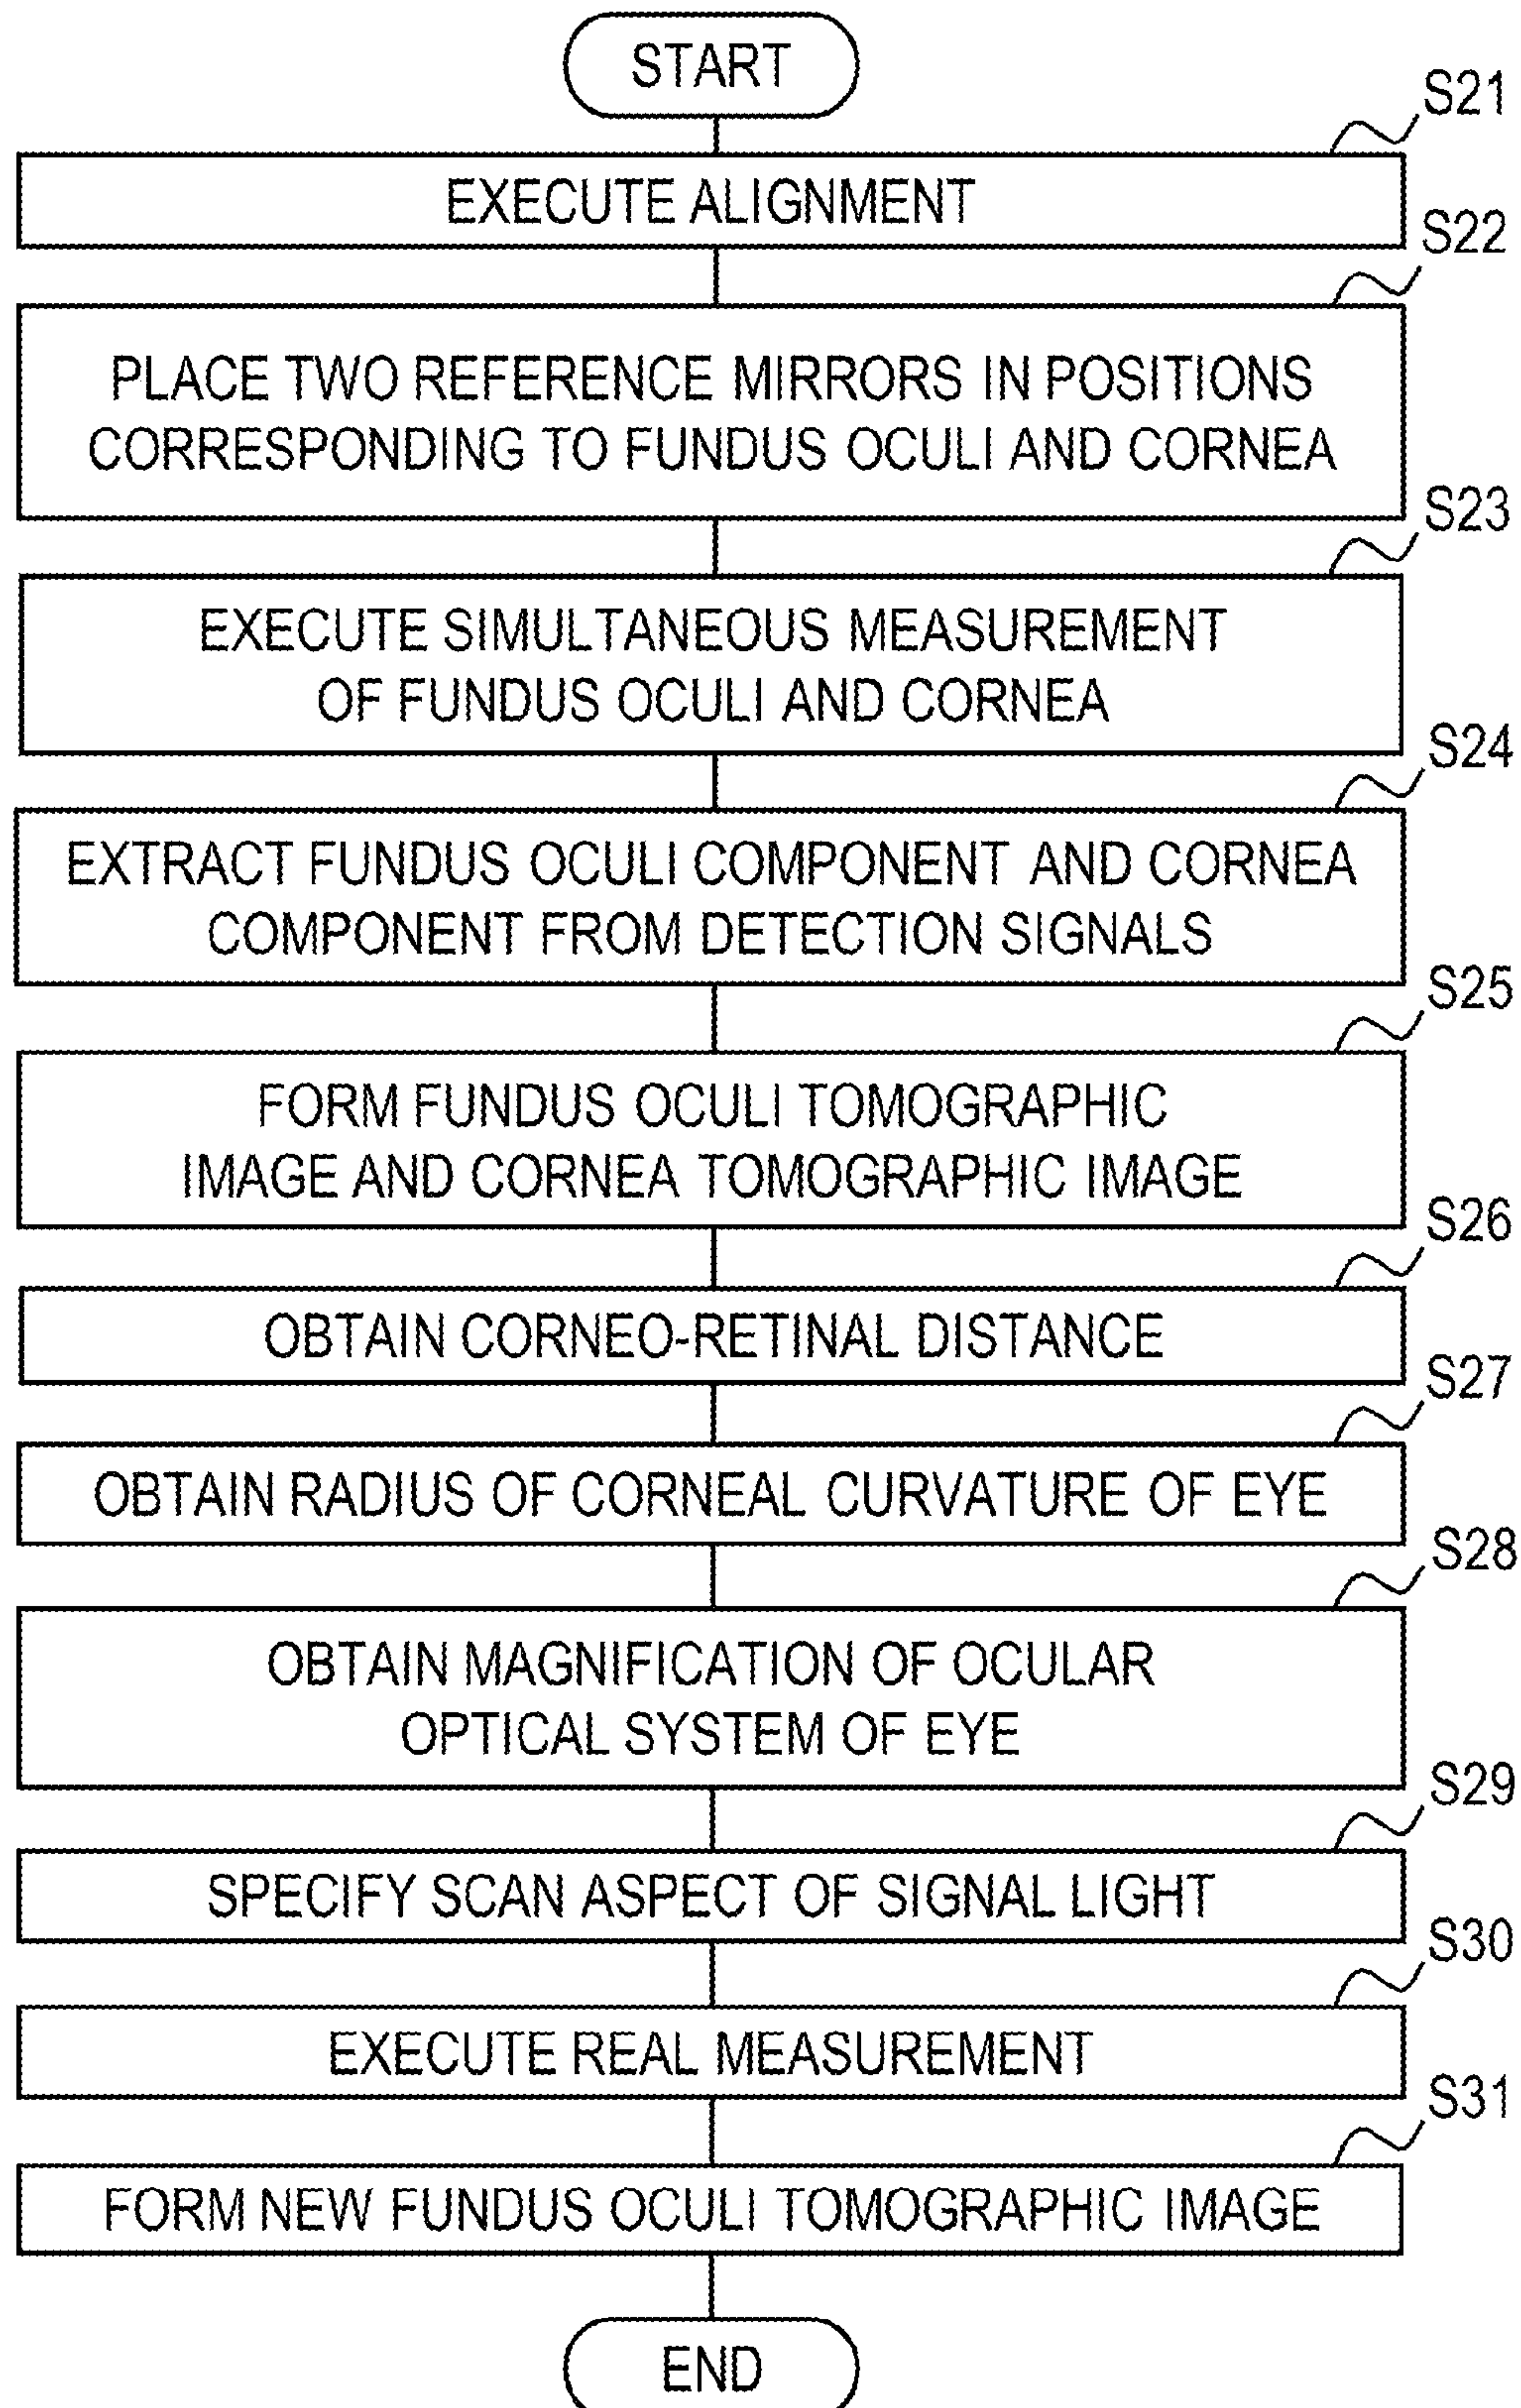 START
S21
EXECUTE ALIGNMENT
S22
PLACE TWO REFERENCE MIRRORS IN POSITIONS
CORRESPONDING TO FUNDUS OCULI AND CORNEA
S23
EXECUTE SIMULTANEOUS MEASUREMENT
OF FUNDUS OCULI AND CORNEA
S24
EXTRACT FUNDUS OCULI COMPONENT AND CORNEA
COMPONENT FROM DETECTION SIGNALS
S25
FORM FUNDUS OCULI TOMOGRAPHIC
IMAGE AND CORNEA TOMOGRAPHIC IMAGE
S26
OBTAIN CORNEO-RETINAL DISTANCE
S27
OBTAIN RADIUS OF CORNEAL CURVATURE OF EYE
S28
OBTAIN MAGNIFICATION OF OCULAR
OPTICAL SYSTEM OF EYE
S29
SPECIFY SCAN ASPECT OF SIGNAL LIGHT
S30
EXECUTE REAL MEASUREMENT
S31
FORM NEW FUNDUS OCULI TOMOGRAPHIC IMAGE
END